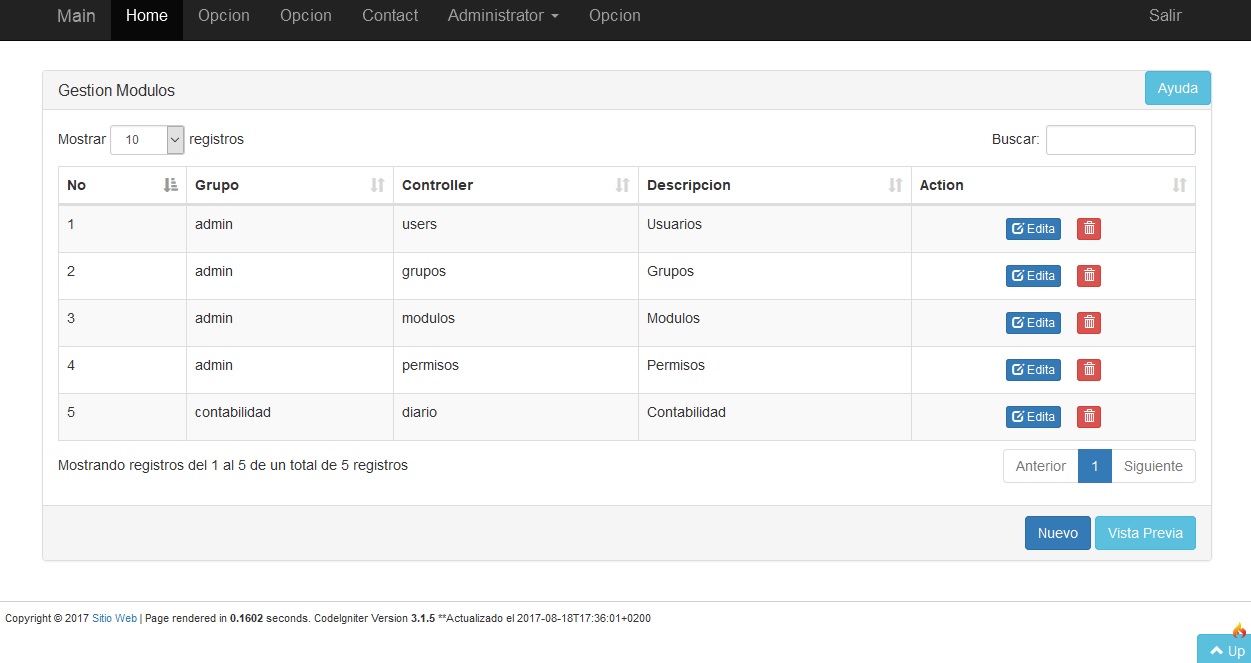 Main Home Opcion Opcion Contact Administrator Opcion Salir
Gestion Modulos Ayuda
Mostrar 10 registros Buscar:
No Grupo Controller Descripcion Action
1 admin users Usuarios Edita
2 admin grupos Grupos Edita
3 admin modulos Modulos Edita
4 admin permisos Permisos Edita
5 contabilidad diario Contabilidad Edita
Mostrando registros del 1 al 5 de un total de 5 registros Anterior 1 Siguiente
Nuevo Vista Previa
Copyright © 2017 Sitio Web | Page rendered in 0.1602 seconds. CodeIgniter Version 3.1.5 **Actualizado el 2017-08-18T17:36:01+0200
Up